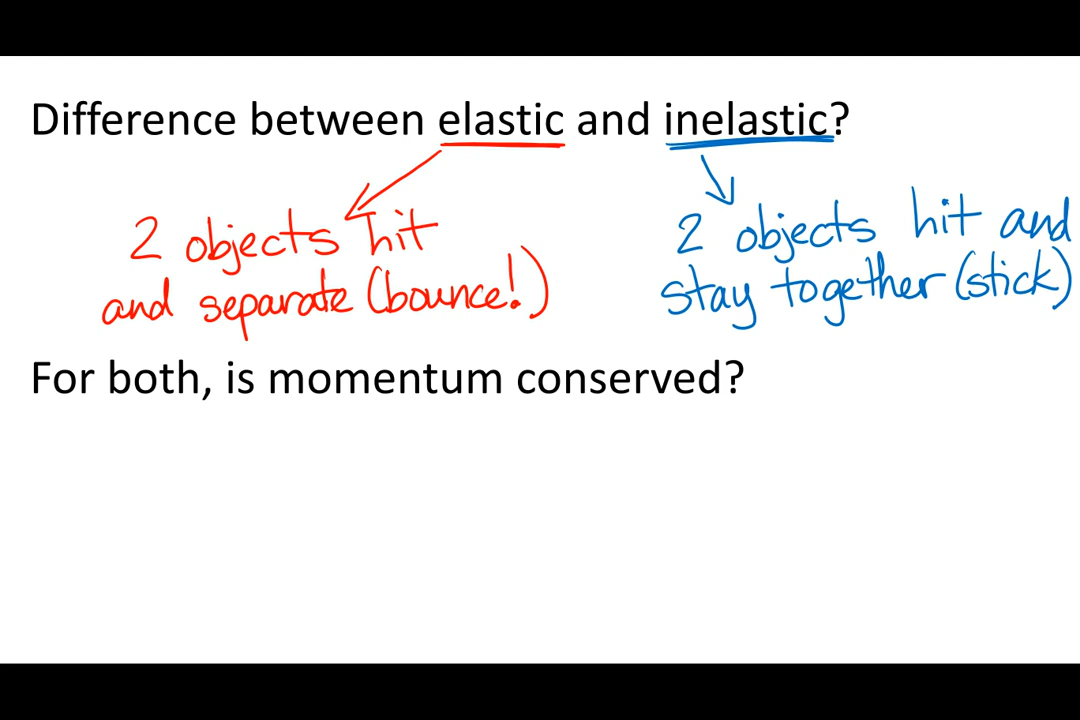 Difference between elastic and inelastic?
2 objects hit
and separate (bounce!)
2 objects hit and
stay together (stick)
For both, is momentum conserved?